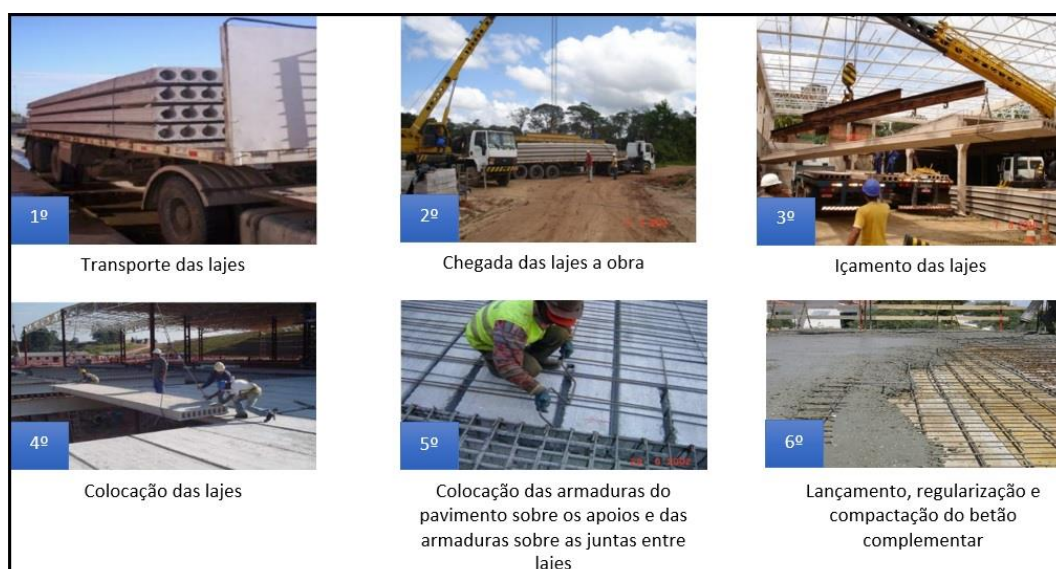 1º
Transporte das lajes
2º
Chegada das lajes a obra
3º
Içamento das lajes
4º
Colocação das lajes
5º
Colocação das armaduras do
pavimento sobre os apoios e das
armaduras sobre as juntas entre
lajes
6º
Lançamento, regularização e
compactação do betão
complementar